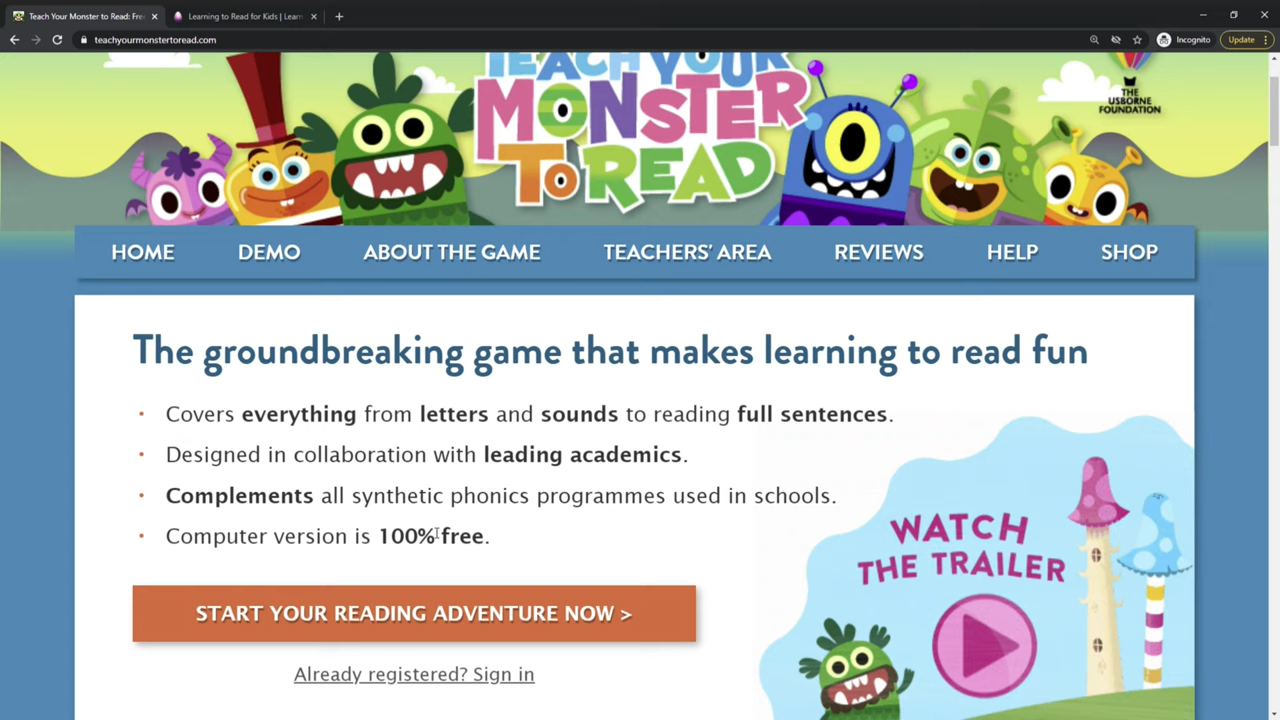 Teach Your Monster to Read: Fre
Learning to Read for Kids | Learn
teachyourmonstertoread.com
Incognito
Update
TEACH YOUR
MONSTER
TO READ
THE
USBORNE
FOUNDATION
HOME DEMO ABOUT THE GAME TEACHERS' AREA REVIEWS HELP SHOP
The groundbreaking game that makes learning to read fun
• Covers everything from letters and sounds to reading full sentences.
• Designed in collaboration with leading academics.
• Complements all synthetic phonics programmes used in schools.
• Computer version is 100% free.
WATCH
THE TRAILER
START YOUR READING ADVENTURE NOW >
Already registered? Sign in